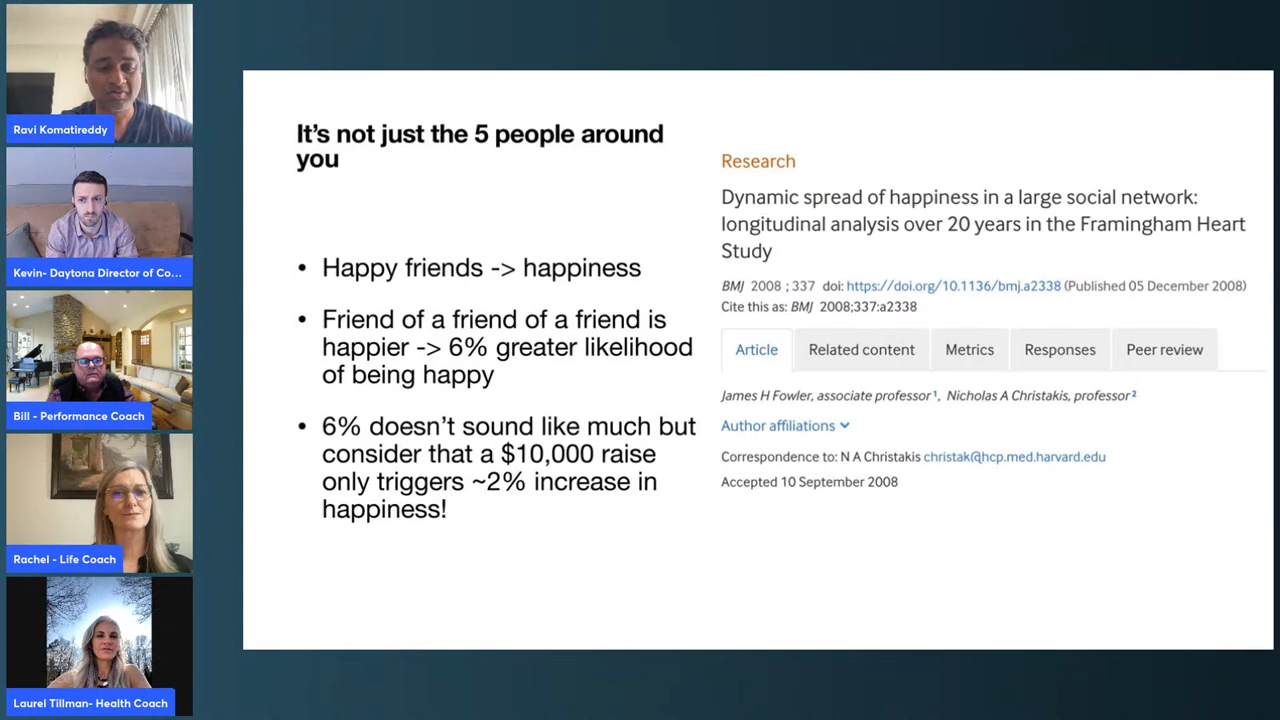 Ravi Komatireddy
Kevin- Daytona Director of Co...
Bill - Performance Coach
Rachel - Life Coach
Laurel Tillman- Health Coach
It's not just the 5 people around
you
• Happy friends -> happiness
• Friend of a friend of a friend is
happier -> 6% greater likelihood
of being happy
• 6% doesn't sound like much but
consider that a $10,000 raise
only triggers ~2% increase in
happiness!
Research
Dynamic spread of happiness in a large social network:
longitudinal analysis over 20 years in the Framingham Heart
Study
BMJ 2008 ; 337 doi: https://doi.org/10.1136/bmj.a2338 (Published 05 December 2008)
Cite this as: BMJ 2008;337:a2338
Article Related content Metrics Responses Peer review
James H Fowler, associate professor 1, Nicholas A Christakis, professor 2
Author affiliations
Correspondence to: N A Christakis christak@hcp.med.harvard.edu
Accepted 10 September 2008